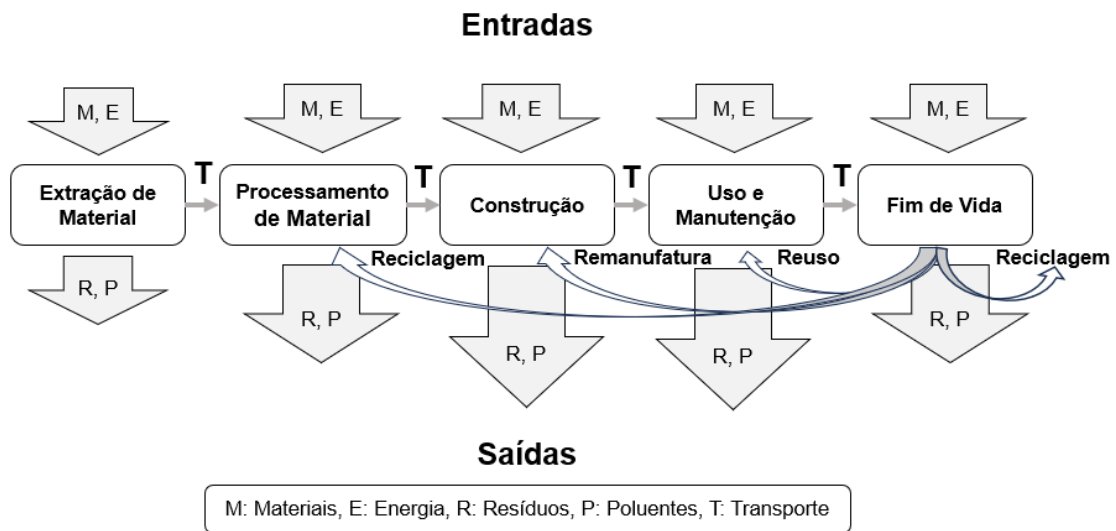 Entradas
M, E
M, E
M, E
M, E
M, E
Extração de
Material
T
Processamento
de Material
T
Construção
T
Uso e
Manutenção
T
Fim de Vida
Reciclagem
Remanufatura
Reuso
Reciclagem
R, P
R, P
R, P
R, P
R, P
Saídas
M: Materiais, E: Energia, R: Resíduos, P: Poluentes, T: Transporte